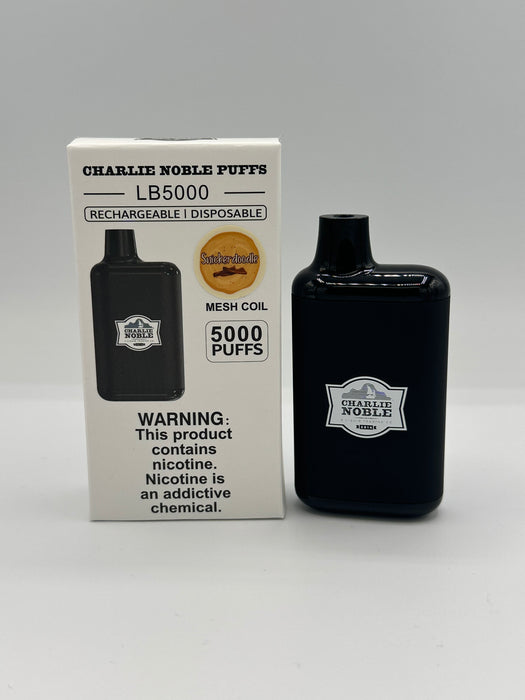 CHARLIE NOBLE PUFFS
LB5000
RECHARGEABLE | DISPOSABLE
Snickerdoodle
MESH COIL
5000
PUFFS
CHARLIE
NOBLE
WARNING:
This product
contains
nicotine.
Nicotine is
an addictive
chemical.
CHARLIE
NOBLE